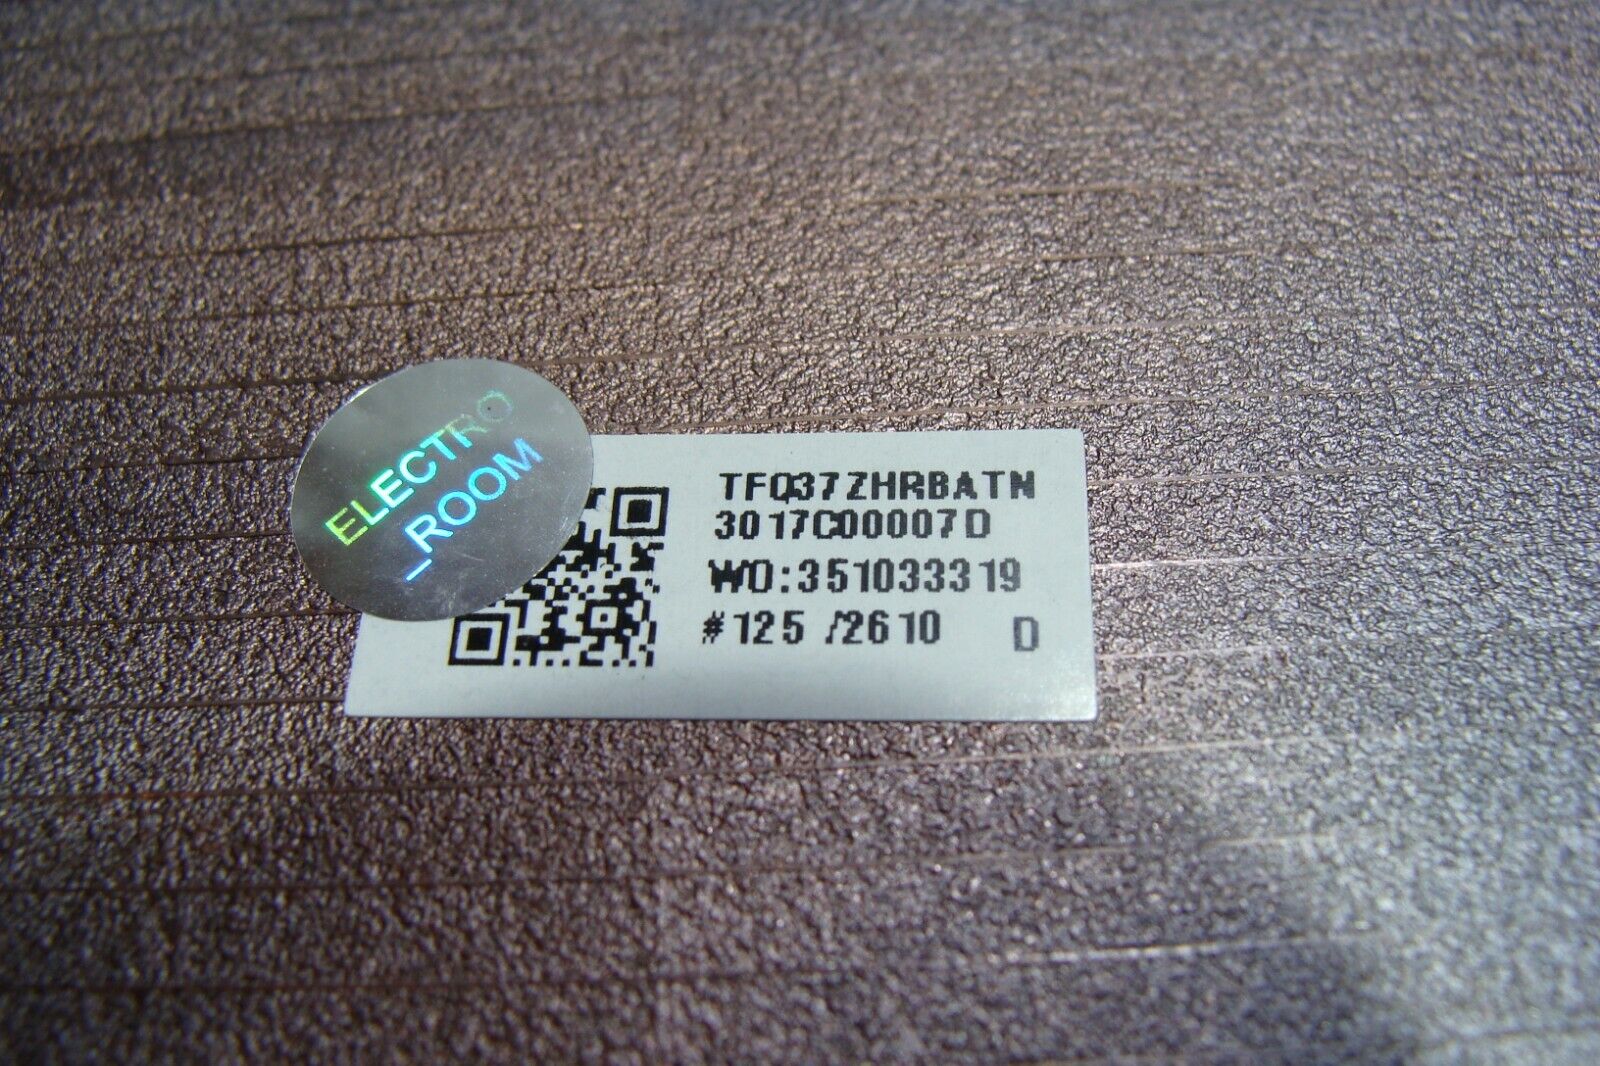 ELECTRO
_ROOM
TFQ37ZHRBATN
3017C00007D
WO:351033319
#125 /2610 D